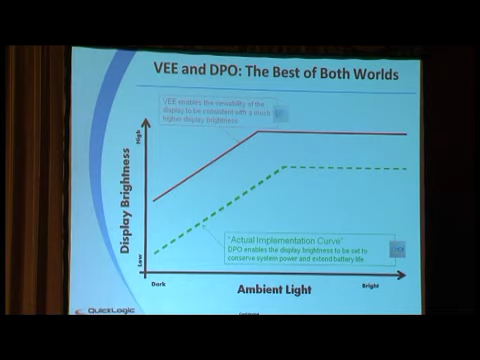 VEE and DPO: The Best of Both Worlds
VEE enables the viewability of the
display to be consistent with a much
higher display brightness
High
Display Brightness
"Actual Implementation Curve"
DPO enables the display brightness to be set to
conserve system power and extend battery life
Low
Dark
Ambient Light
Bright
QuickLogic